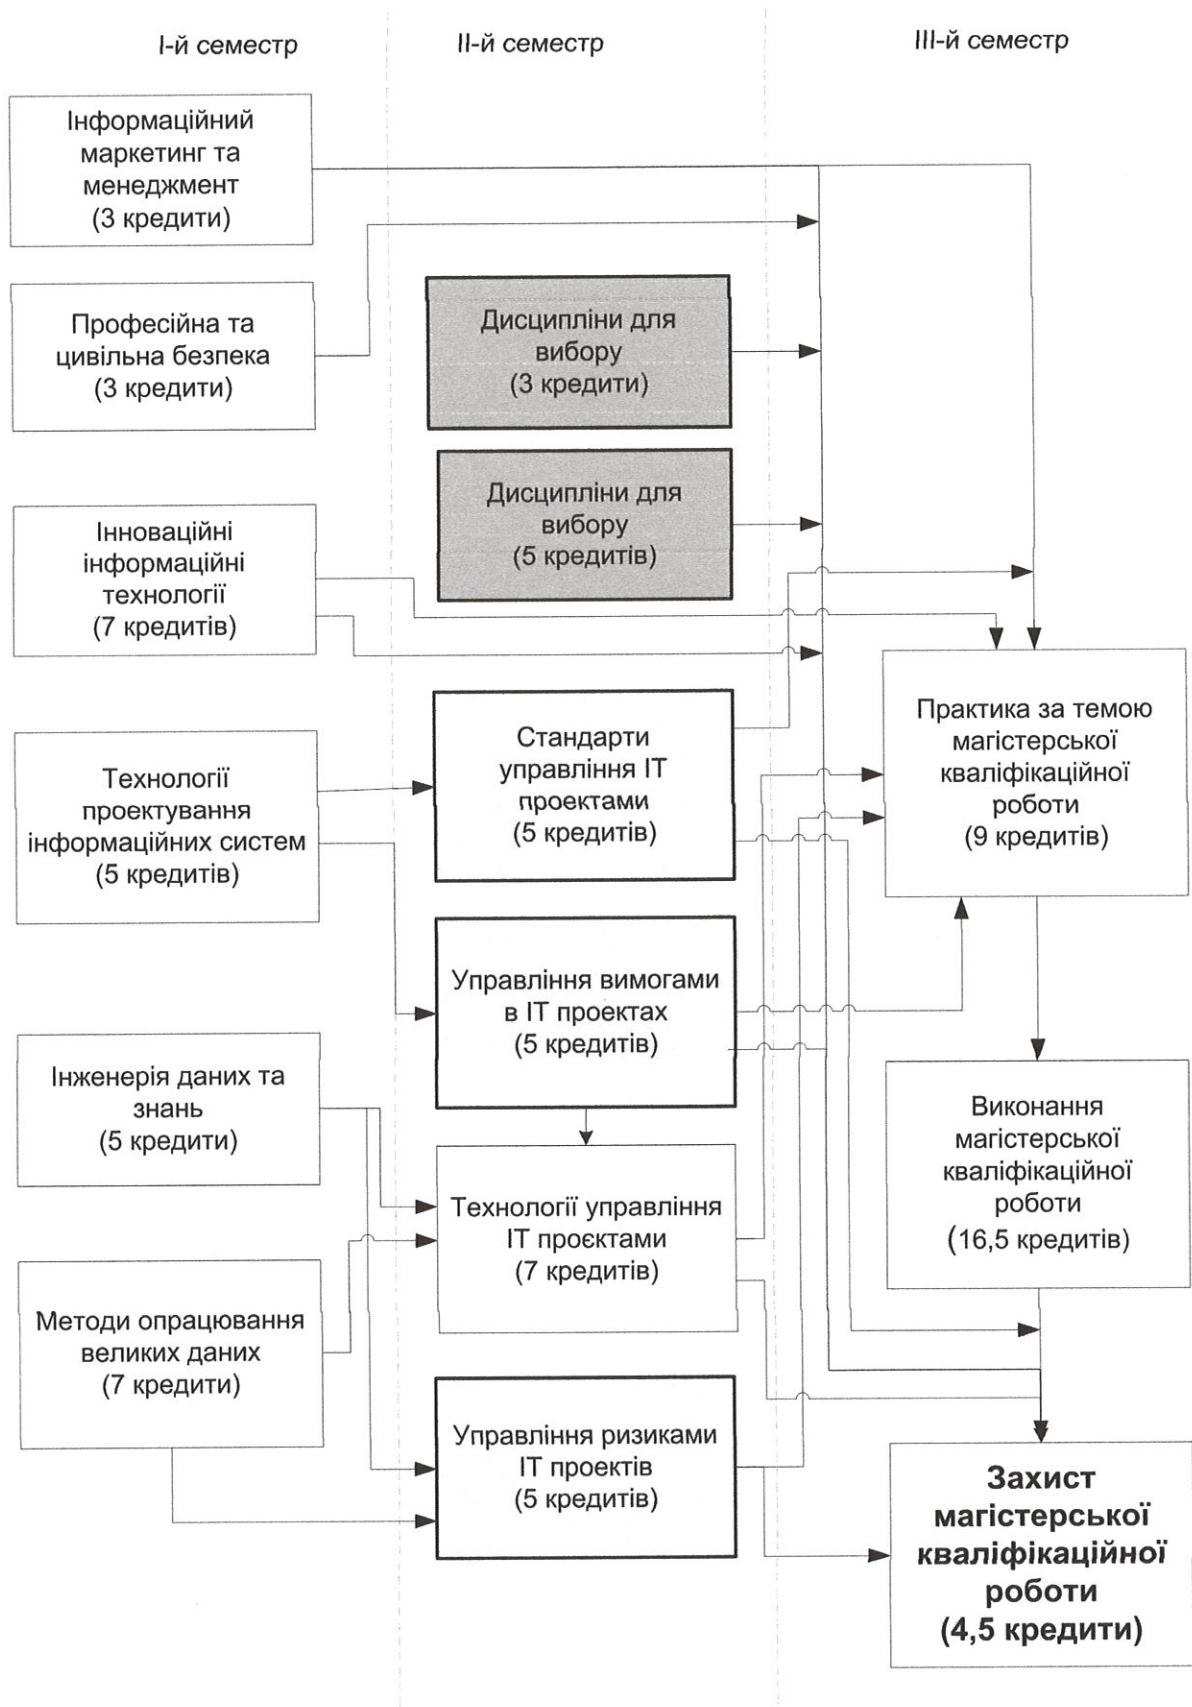 І-й семестр
ІІ-й семестр
ІІІ-й семестр
Інформаційний
маркетинг та
менеджмент
(3 кредити)
Професійна та
цивільна безпека
(3 кредити)
Інноваційні
інформаційні
технології
(7 кредитів)
Технології
проектування
інформаційних систем
(5 кредитів)
Інженерія даних та
знань
(5 кредити)
Методи опрацювання
великих даних
(7 кредити)
Дисципліни для
вибору
(3 кредити)
Дисципліни для
вибору
(5 кредитів)
Стандарти
управління ІТ
проектами
(5 кредитів)
Управління вимогами
в ІТ проектах
(5 кредитів)
Технології управління
ІТ проєктами
(7 кредитів)
Управління ризиками
ІТ проектів
(5 кредитів)
Практика за темою
магістерської
кваліфікаційної
роботи
(9 кредитів)
Виконання
магістерської
кваліфікаційної
роботи
(16,5 кредитів)
Захист
магістерської
кваліфікаційної
роботи
(4,5 кредити)